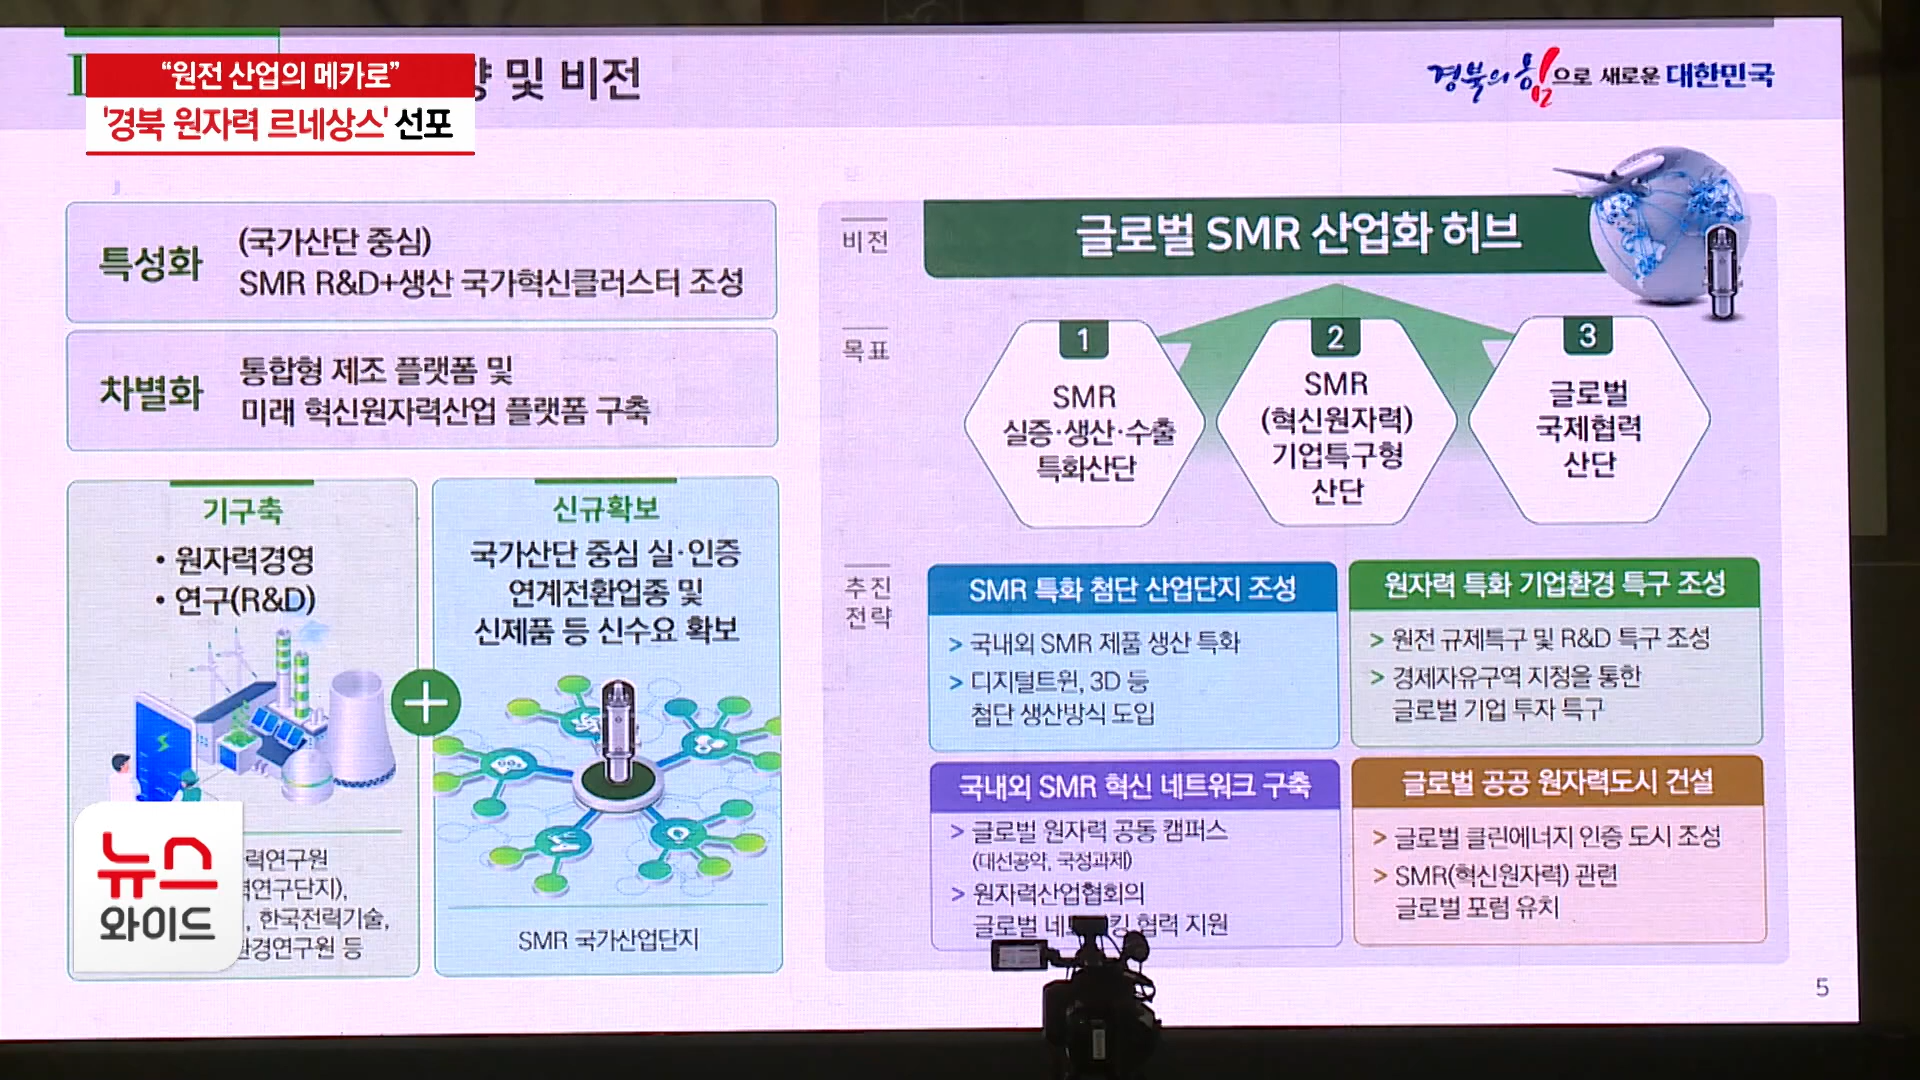 “원전 산업의 메카로”
'경북 원자력 르네상스' 선포
및 비전
경북의 힘으로 새로운 대한민국
특성화
(국가산단 중심)
SMR R&D+생산 국가혁신클러스터 조성
차별화
통합형 제조 플랫폼 및
미래 혁신원자력산업 플랫폼 구축
기구축
• 원자력경영
• 연구(R&D)
력연구원
연구단지),
, 한국전력기술,
환경연구원 등
신규확보
국가산단 중심 실·인증
연계전환업종 및
신제품 등 신수요 확보
SMR 국가산업단지
비전
글로벌 SMR 산업화 허브
목표
1
SMR
실증·생산·수출
특화산단
2
SMR
(혁신원자력)
기업특구형
산단
3
글로벌
국제협력
산단
추진
전략
SMR 특화 첨단 산업단지 조성
> 국내외 SMR 제품 생산 특화
> 디지털트윈, 3D 등
첨단 생산방식 도입
원자력 특화 기업환경 특구 조성
> 원전 규제특구 및 R&D 특구 조성
> 경제자유구역 지정을 통한
글로벌 기업 투자 특구
국내외 SMR 혁신 네트워크 구축
> 글로벌 원자력 공동 캠퍼스
(대선공약, 국정과제)
> 원자력산업협회의
글로벌 네 킹 협력 지원
글로벌 공공 원자력도시 건설
> 글로벌 클린에너지 인증 도시 조성
> SMR(혁신원자력) 관련
글로벌 포럼 유치
5
뉴스
와이드